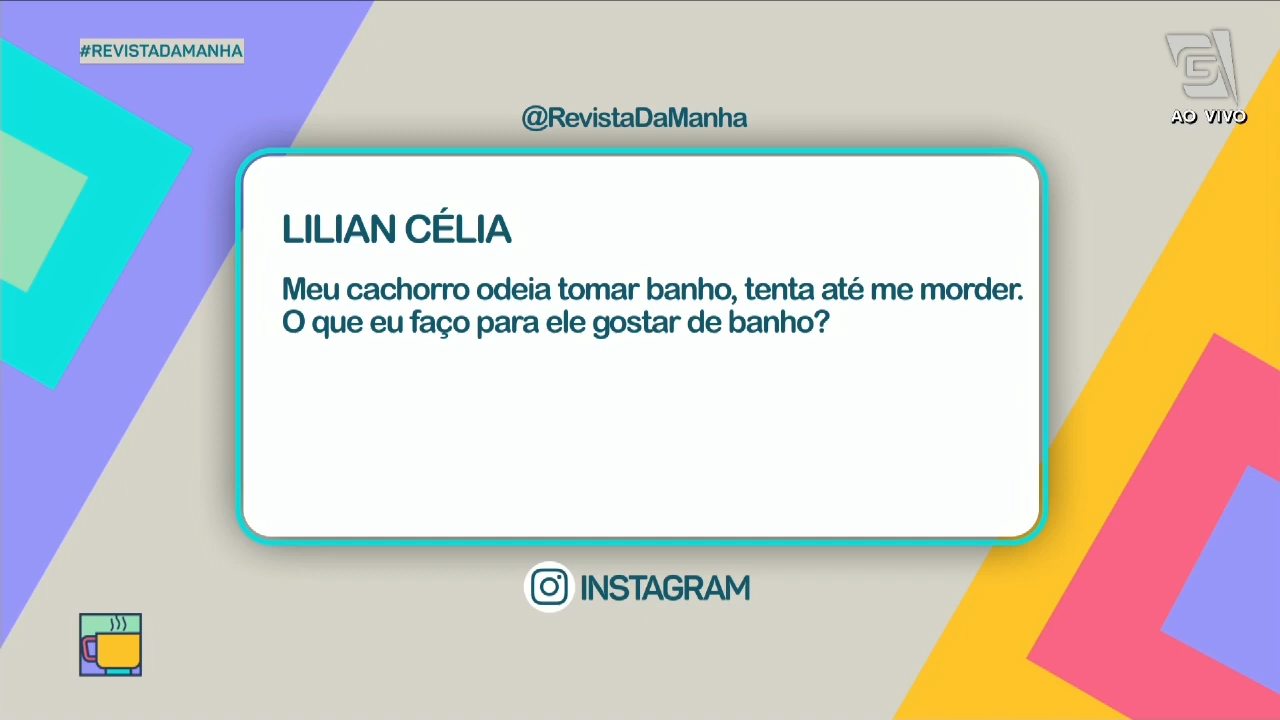 #REVISTADAMANHA
AO VIVO
@RevistaDaManha
LILIAN CÉLIA
Meu cachorro odeia tomar banho, tenta até me morder.
O que eu faço para ele gostar de banho?
INSTAGRAM